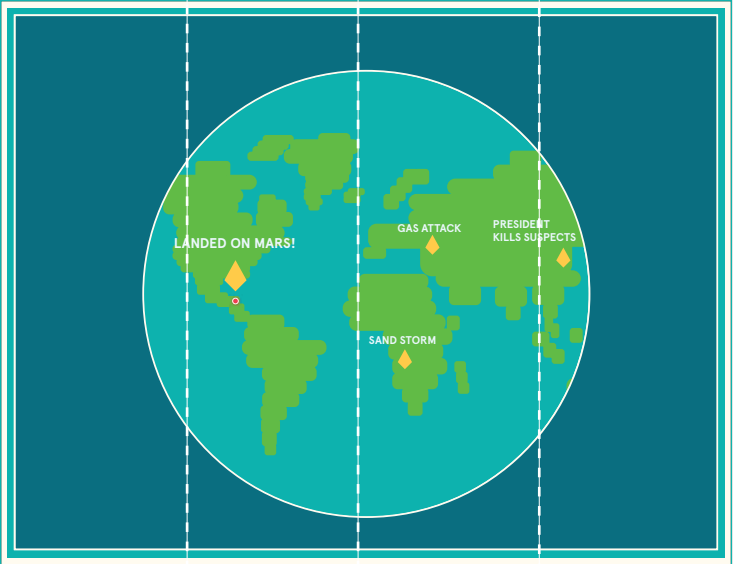 GAS ATTACK
PRESIDENT
KILLS SUSPECTS
LANDED ON MARS!
SAND STORM